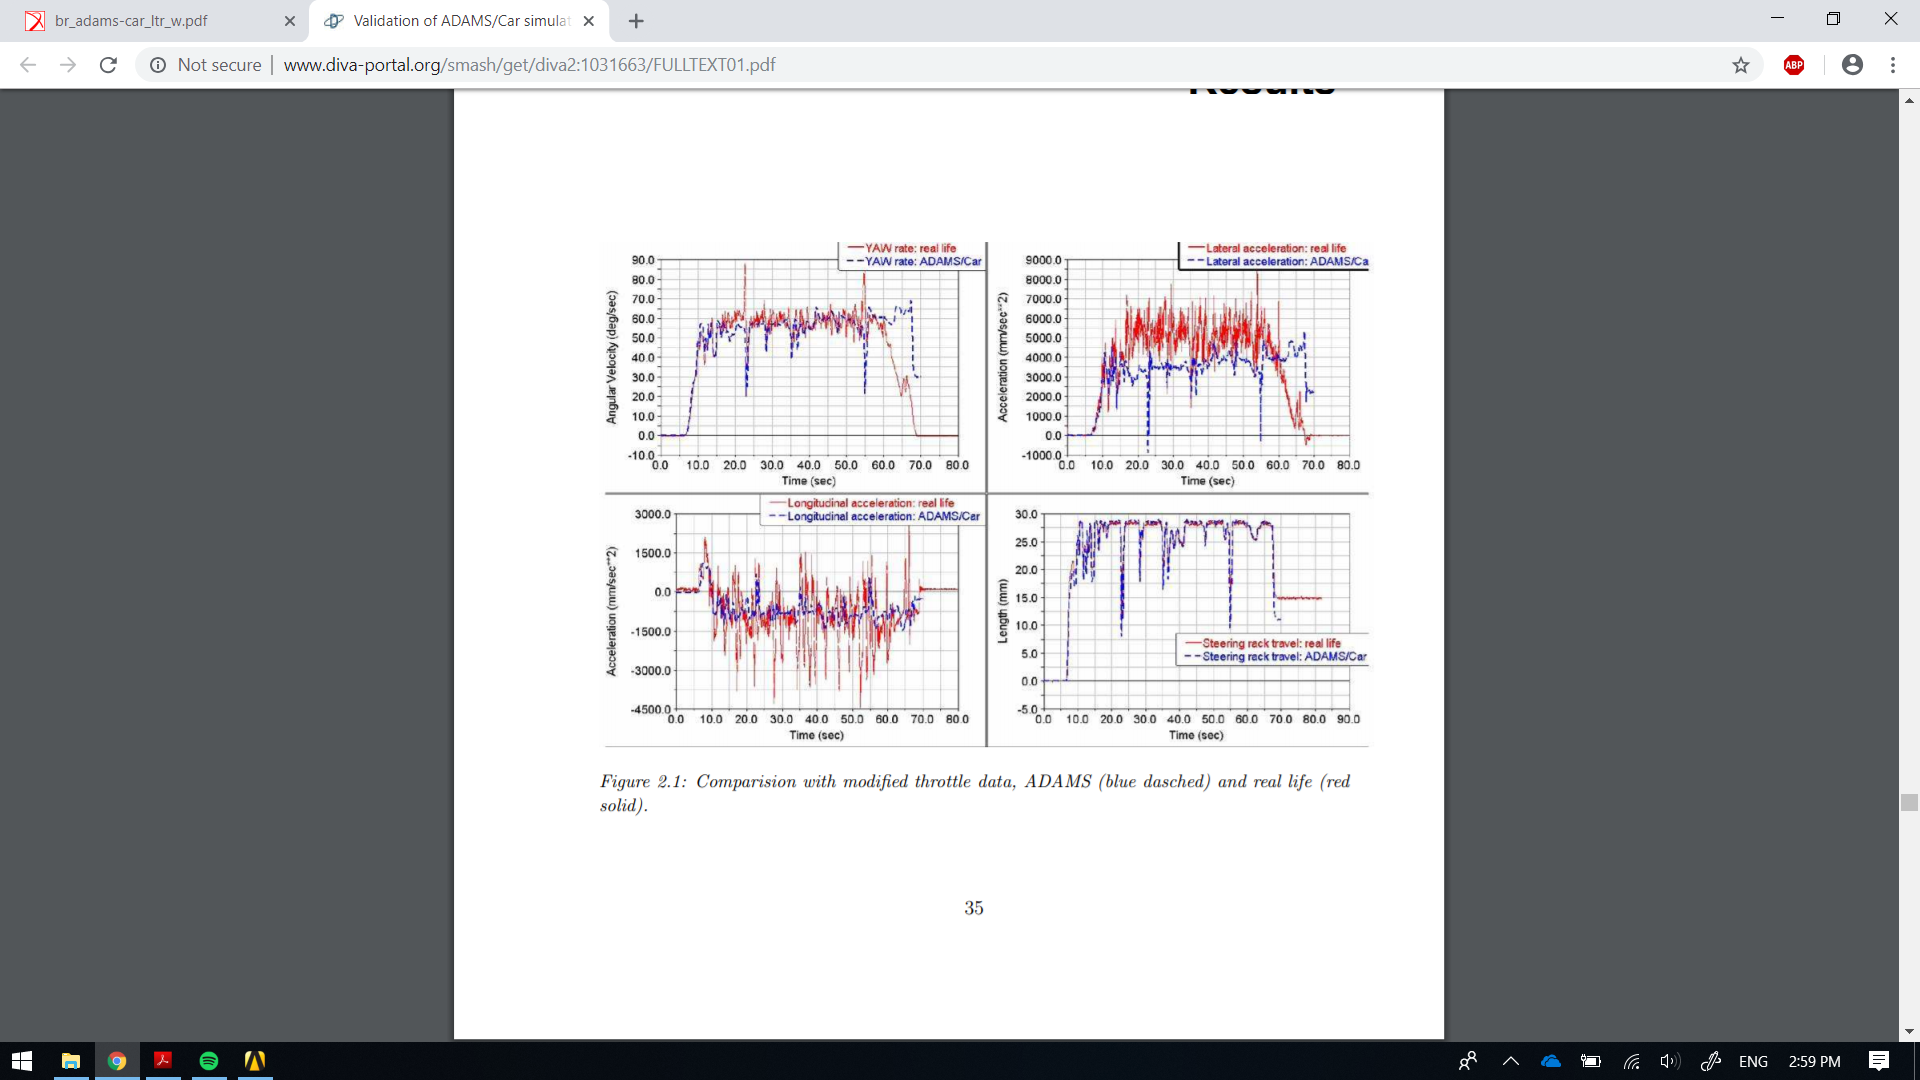 br_adams-car_ltr_w.pdf
Validation of ADAMS/Car simulat
Not secure
www.diva-portal.org/smash/get/diva2:1031663/FULLTEXT01.pdf
ABP
Results
YAW rate: real life
YAW rate: ADAMS/Car
90.0
80.0
70.0
60.0
50.0
40.0
30.0
20.0
10.0
0.0
-10.0
Angular Velocity (deg/sec)
0.0 10.0 20.0 30.0 40.0 50.0 60.0 70.0 80.0
Time (sec)
Lateral acceleration: real life
Lateral acceleration: ADAMS/Ca
9000.0
8000.0
7000.0
6000.0
5000.0
4000.0
3000.0
2000.0
1000.0
0.0
-1000.0
Acceleration (mm/sec**2)
0.0 10.0 20.0 30.0 40.0 50.0 60.0 70.0 80.0
Time (sec)
Longitudinal acceleration: real life
Longitudinal acceleration: ADAMS/Car
3000.0
1500.0
0.0
-1500.0
-3000.0
-4500.0
Acceleration (mm/sec**2)
0.0 10.0 20.0 30.0 40.0 50.0 60.0 70.0 80.0
Time (sec)
30.0
25.0
20.0
15.0
10.0
5.0
0.0
-5.0
Length (mm)
Steering rack travel: real life
Steering rack travel: ADAMS/Car
0.0 10.0 20.0 30.0 40.0 50.0 60.0 70.0 80.0 90.0
Time (sec)
Figure 2.1: Comparision with modified throttle data, ADAMS (blue dasched) and real life (red
solid).
35
ENG
2:59 PM